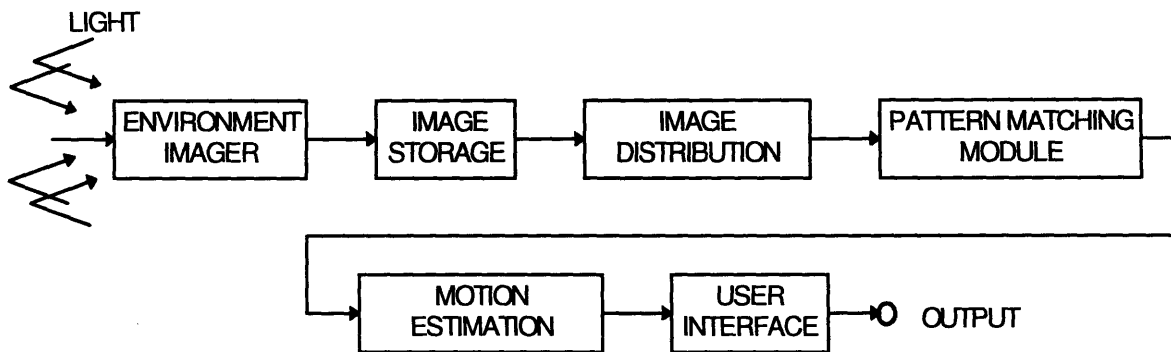 LIGHT
ENVIRONMENT
IMAGER
IMAGE
STORAGE
IMAGE
DISTRIBUTION
PATTERN MATCHING
MODULE
MOTION
ESTIMATION
USER
INTERFACE
OUTPUT